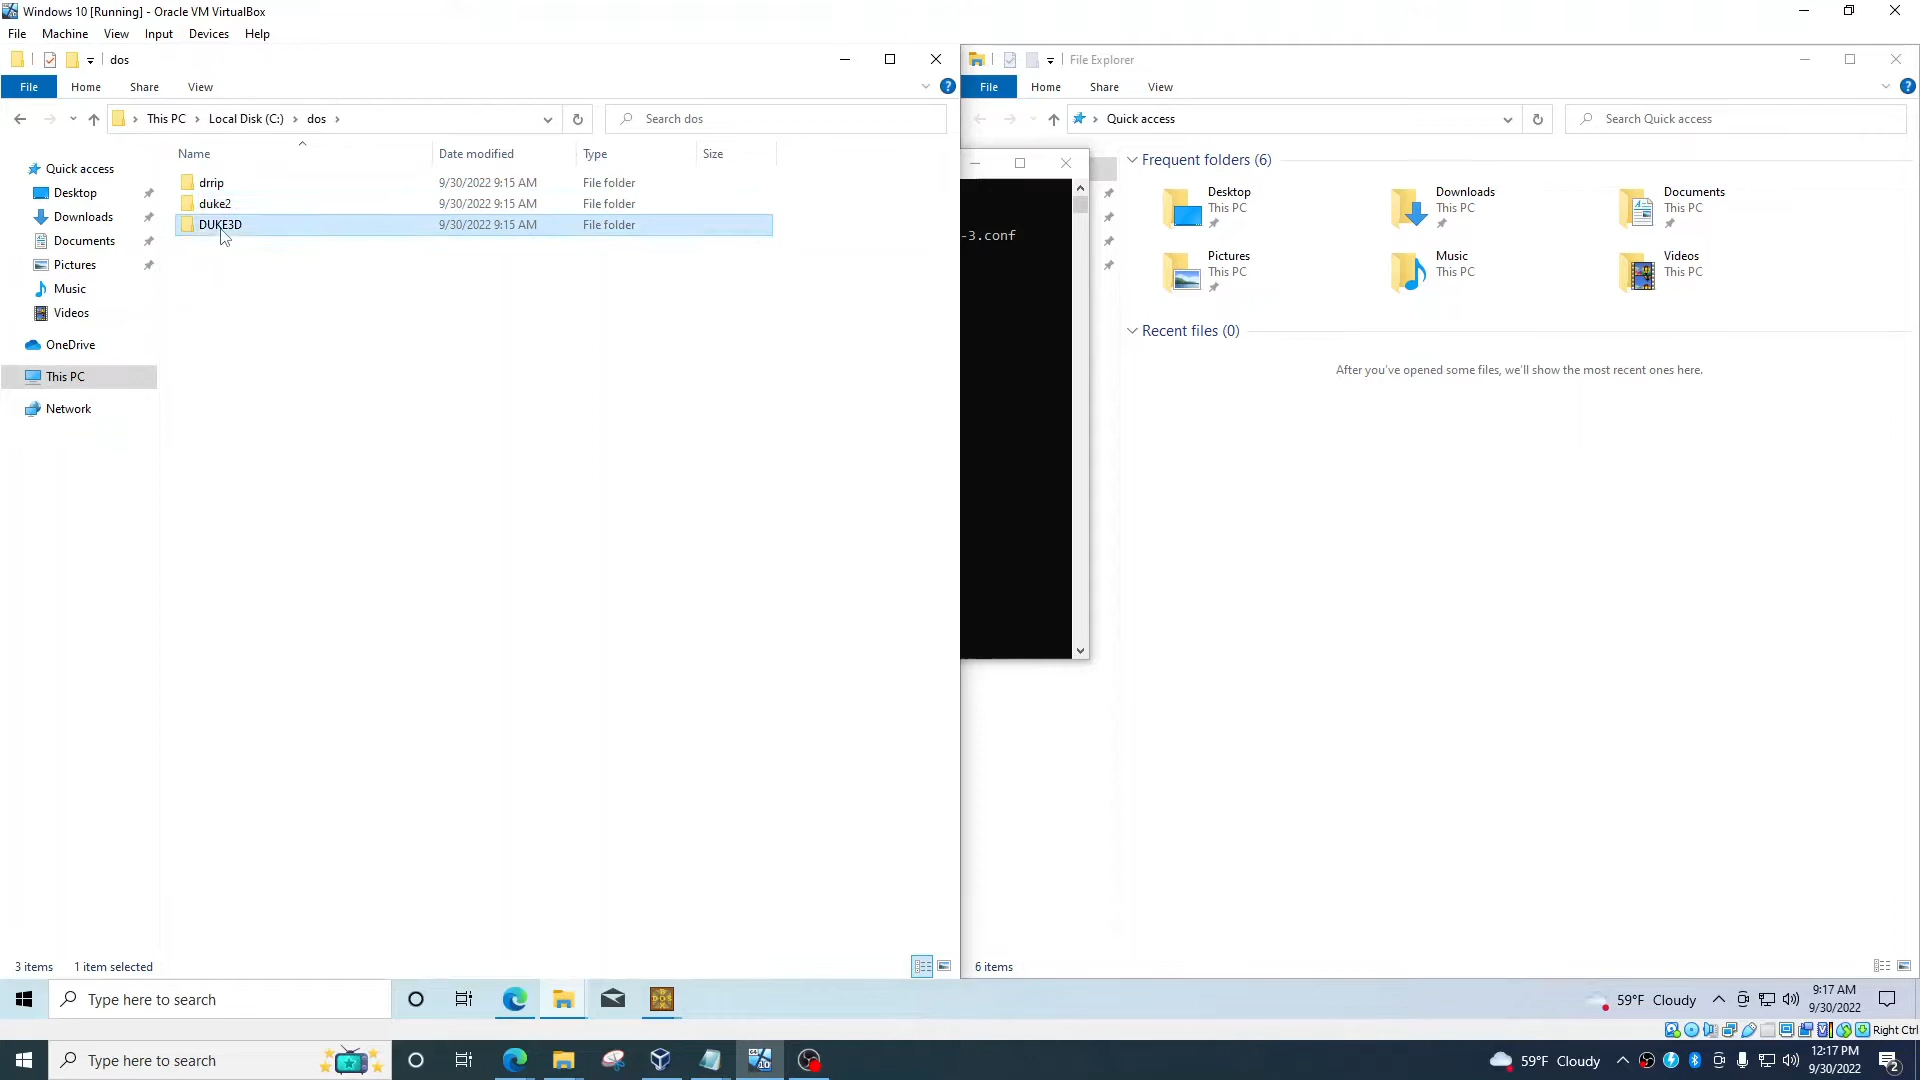 Windows 10 [Running] - Oracle VM VirtualBox
File Machine View Input Devices Help
dos
File Home Share View
This PC Local Disk (C:) dos
Search dos
Name Date modified Type Size
drrip 9/30/2022 9:15 AM File folder
duke2 9/30/2022 9:15 AM File folder
DUKE3D 9/30/2022 9:15 AM File folder
Quick access
Desktop
Downloads
Documents
Pictures
Music
Videos
OneDrive
This PC
Network
3 items 1 item selected
-3.conf
File Explorer
File Home Share View
Quick access
Search Quick access
Frequent folders (6)
Desktop
This PC
Downloads
This PC
Documents
This PC
Pictures
This PC
Music
This PC
Videos
This PC
Recent files (0)
After you've opened some files, we'll show the most recent ones here.
6 items
Type here to search
59°F Cloudy
9:17 AM
9/30/2022
Right Ctrl
Type here to search
59°F Cloudy
12:17 PM
9/30/2022
2